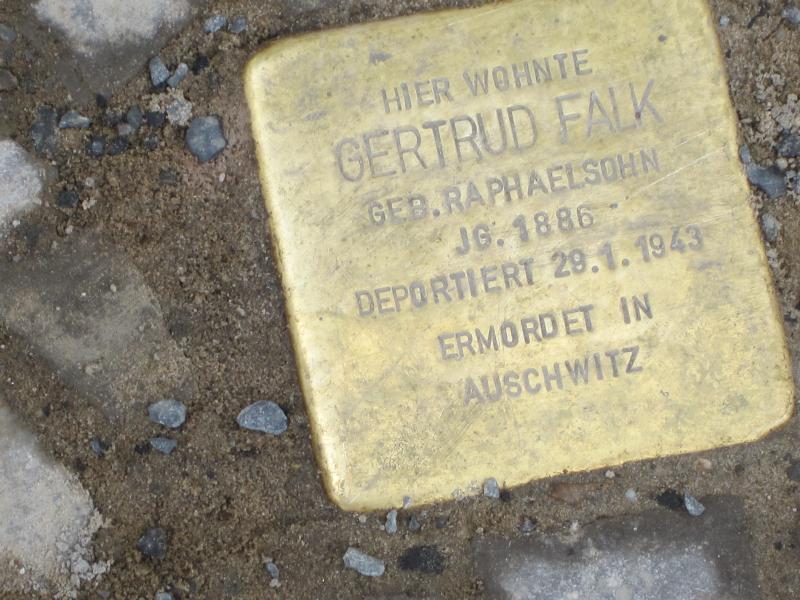 HIER WOHNTE
GERTRUD FALK
GEB. RAPHAELSOHN
JG. 1886
DEPORTIERT 29.1.1943
ERMORDET IN
AUSCHWITZ